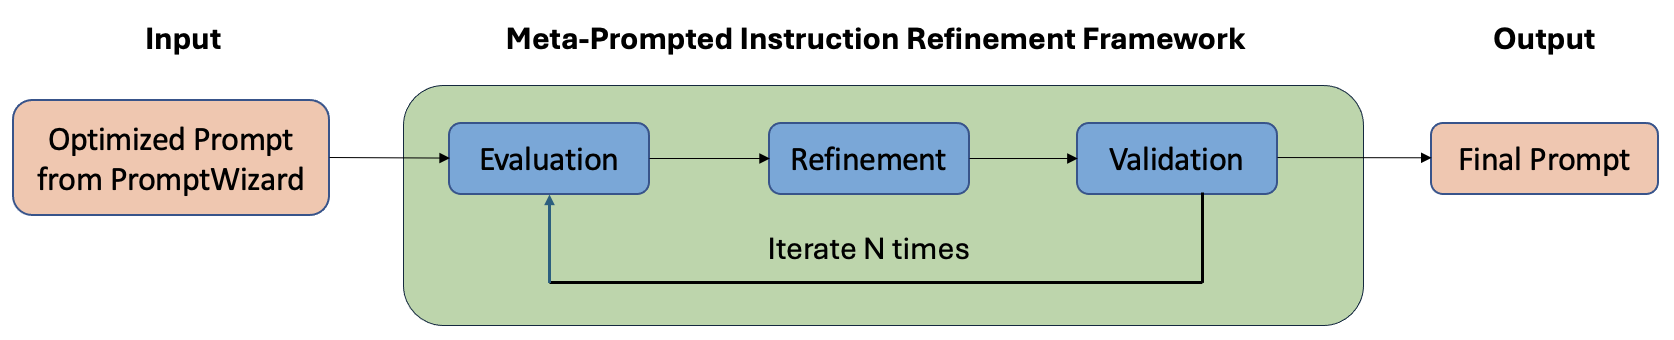 Input
Meta-Prompted Instruction Refinement Framework
Output
Optimized Prompt
from PromptWizard
Evaluation
Refinement
Validation
Final Prompt
Iterate N times